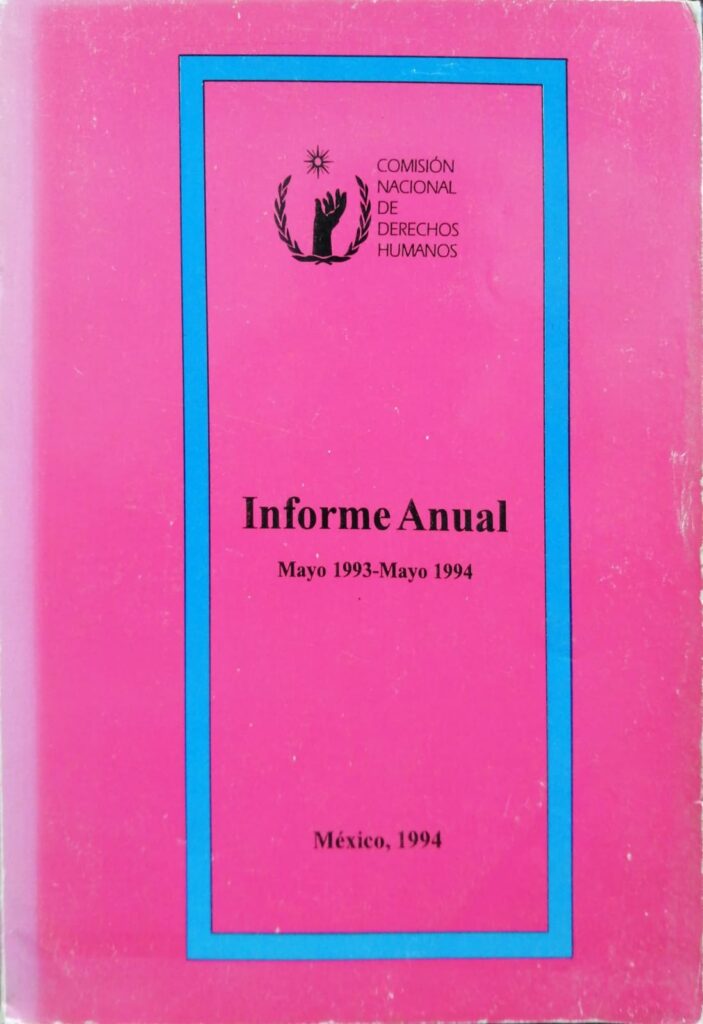 COMISIÓN
NACIONAL
DE
DERECHOS
HUMANOS
Informe Anual
Mayo 1993-Mayo 1994
México, 1994